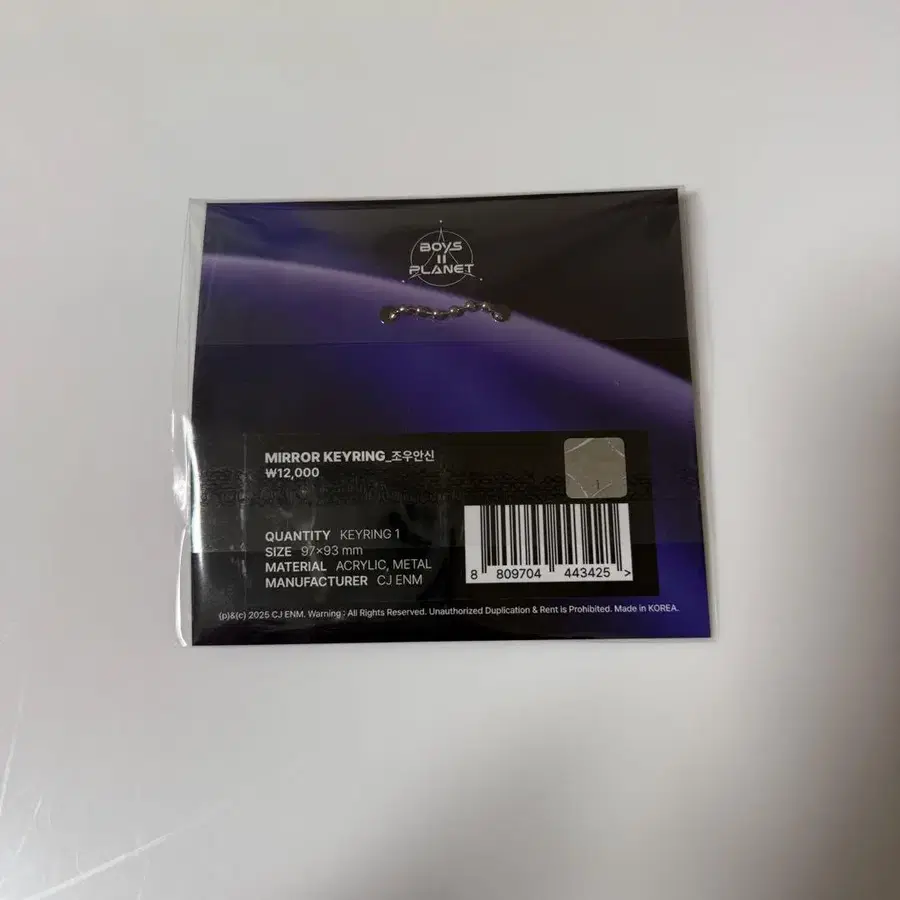 BOYS
II
PLANET
MIRROR KEYRING_조우안신
₩12,000
QUANTITY KEYRING 1
SIZE 97×93 mm
MATERIAL ACRYLIC, METAL
MANUFACTURER CJ ENM
8 809704 443425 >
(p)&(c) 2025 CJ ENM. Warning : All Rights Reserved. Unauthorized Duplication & Rent is Prohibited. Made in KOREA.